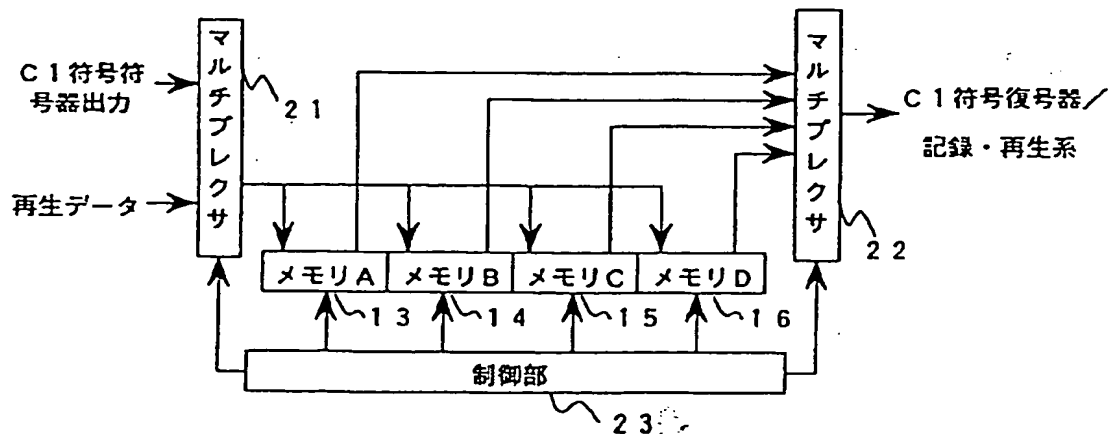 C1符号符
号器出力
再生データ
マルチプレクサ
21
メモリA
メモリB
メモリC
メモリD
13
14
15
16
制御部
23
マルチプレクサ
22
C1符号復号器/
記録・再生系